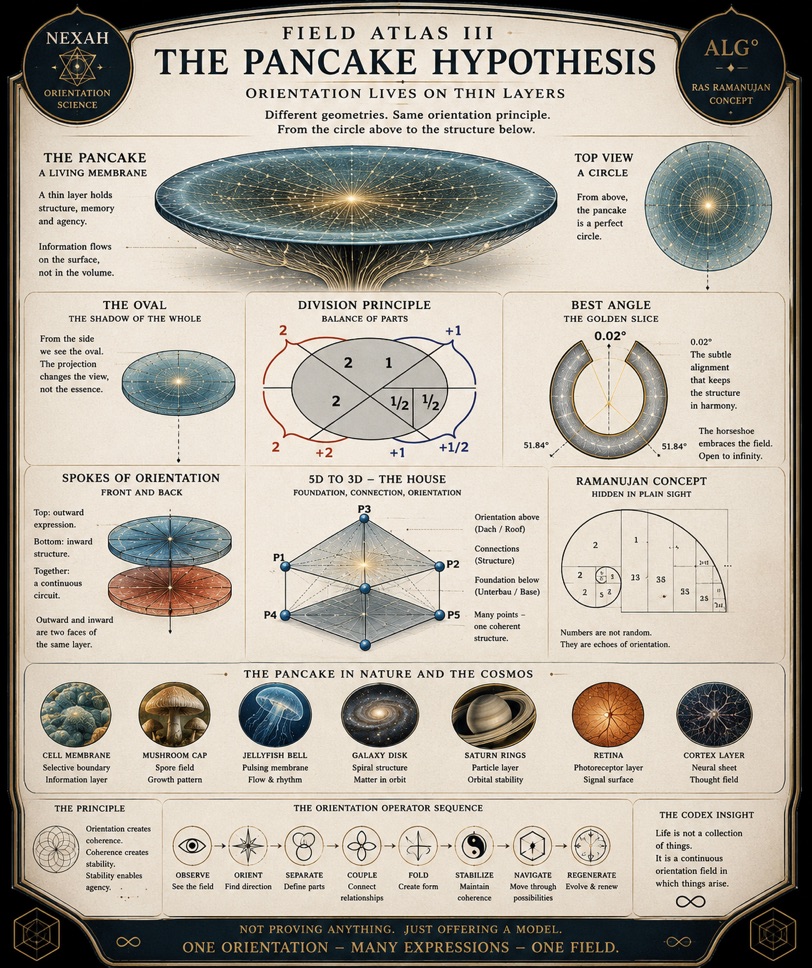 NEXAH
ORIENTATION
SCIENCE
FIELD ATLAS III
THE PANCAKE HYPOTHESIS
ORIENTATION LIVES ON THIN LAYERS
Different geometries. Same orientation principle.
From the circle above to the structure below.
ALG°
RAS RAMANUJAN
CONCEPT
THE PANCAKE
A LIVING MEMBRANE
A thin layer holds
structure, memory
and agency.
Information flows
on the surface,
not in the volume.
TOP VIEW
A CIRCLE
From above,
the pancake
is a perfect
circle.
THE OVAL
THE SHADOW OF THE WHOLE
From the side
we see the oval.
The projection
changes the view,
not the essence.
DIVISION PRINCIPLE
BALANCE OF PARTS
2
+1
2
1
2
1/2
1/2
2
+2
+1
+1/2
BEST ANGLE
THE GOLDEN SLICE
0.02°
0.02°
The subtle
alignment
that keeps
the structure
in harmony.
The horseshoe
embraces the field.
Open to infinity.
51.84°
51.84°
SPOKES OF ORIENTATION
FRONT AND BACK
Top: outward
expression.
Bottom: inward
structure.
Together:
a continuous
circuit.
Outward and inward
are two faces of
the same layer.
5D TO 3D – THE HOUSE
FOUNDATION, CONNECTION, ORIENTATION
P3
P1
P2
P4
P5
Orientation above
(Dach / Roof)
Connections
(Structure)
Foundation below
(Unterbau / Base)
Many points –
one coherent
structure.
RAMANUJAN CONCEPT
HIDDEN IN PLAIN SIGHT
2
1
2
2
5
13
3S
3S
2S
Numbers are not random.
They are echoes of orientation.
THE PANCAKE IN NATURE AND THE COSMOS
CELL MEMBRANE
Selective boundary
Information layer
MUSHROOM CAP
Spore field
Growth pattern
JELLYFISH BELL
Pulsing membrane
Flow & rhythm
GALAXY DISK
Spiral structure
Matter in orbit
SATURN RINGS
Particle layer
Orbital stability
RETINA
Photoreceptor layer
Signal surface
CORTEX LAYER
Neural sheet
Thought field
THE PRINCIPLE
Orientation creates
coherence.
Coherence creates
stability.
Stability enables
agency.
THE ORIENTATION OPERATOR SEQUENCE
OBSERVE
See the field
ORIENT
Find direction
SEPARATE
Define parts
COUPLE
Connect
relationships
FOLD
Create form
STABILIZE
Maintain
coherence
NAVIGATE
Move through
possibilities
REGENERATE
Evolve & renew
THE CODEX INSIGHT
Life is not a collection
of things.
It is a continuous
orientation field in
which things arise.
NOT PROVING ANYTHING. JUST OFFERING A MODEL.
ONE ORIENTATION – MANY EXPRESSIONS – ONE FIELD.